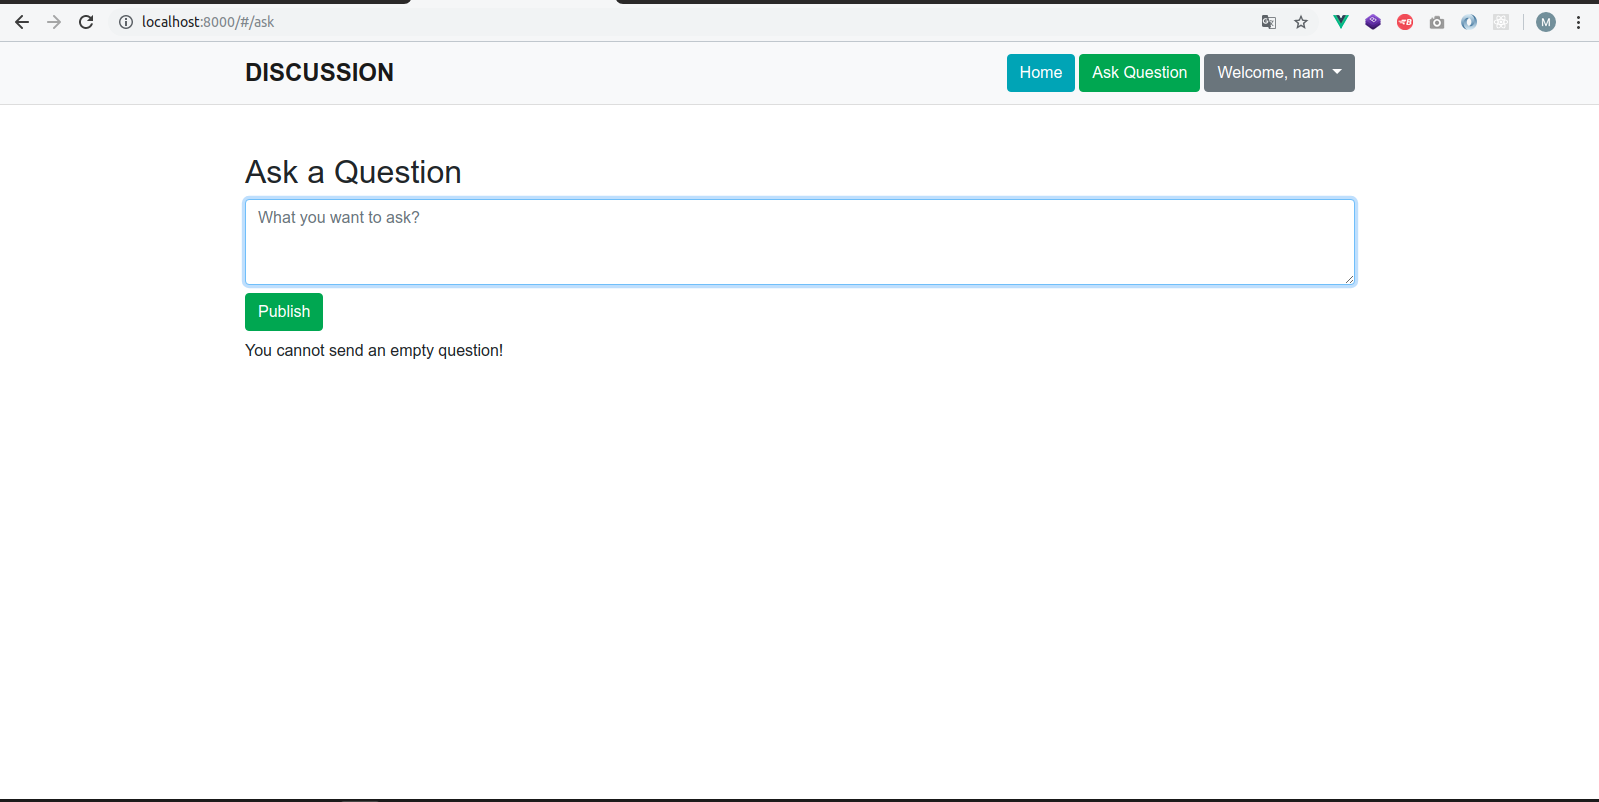 localhost:8000/#/ask
M
DISCUSSION
Home
Ask Question
Welcome, nam
Ask a Question
What you want to ask?
Publish
You cannot send an empty question!